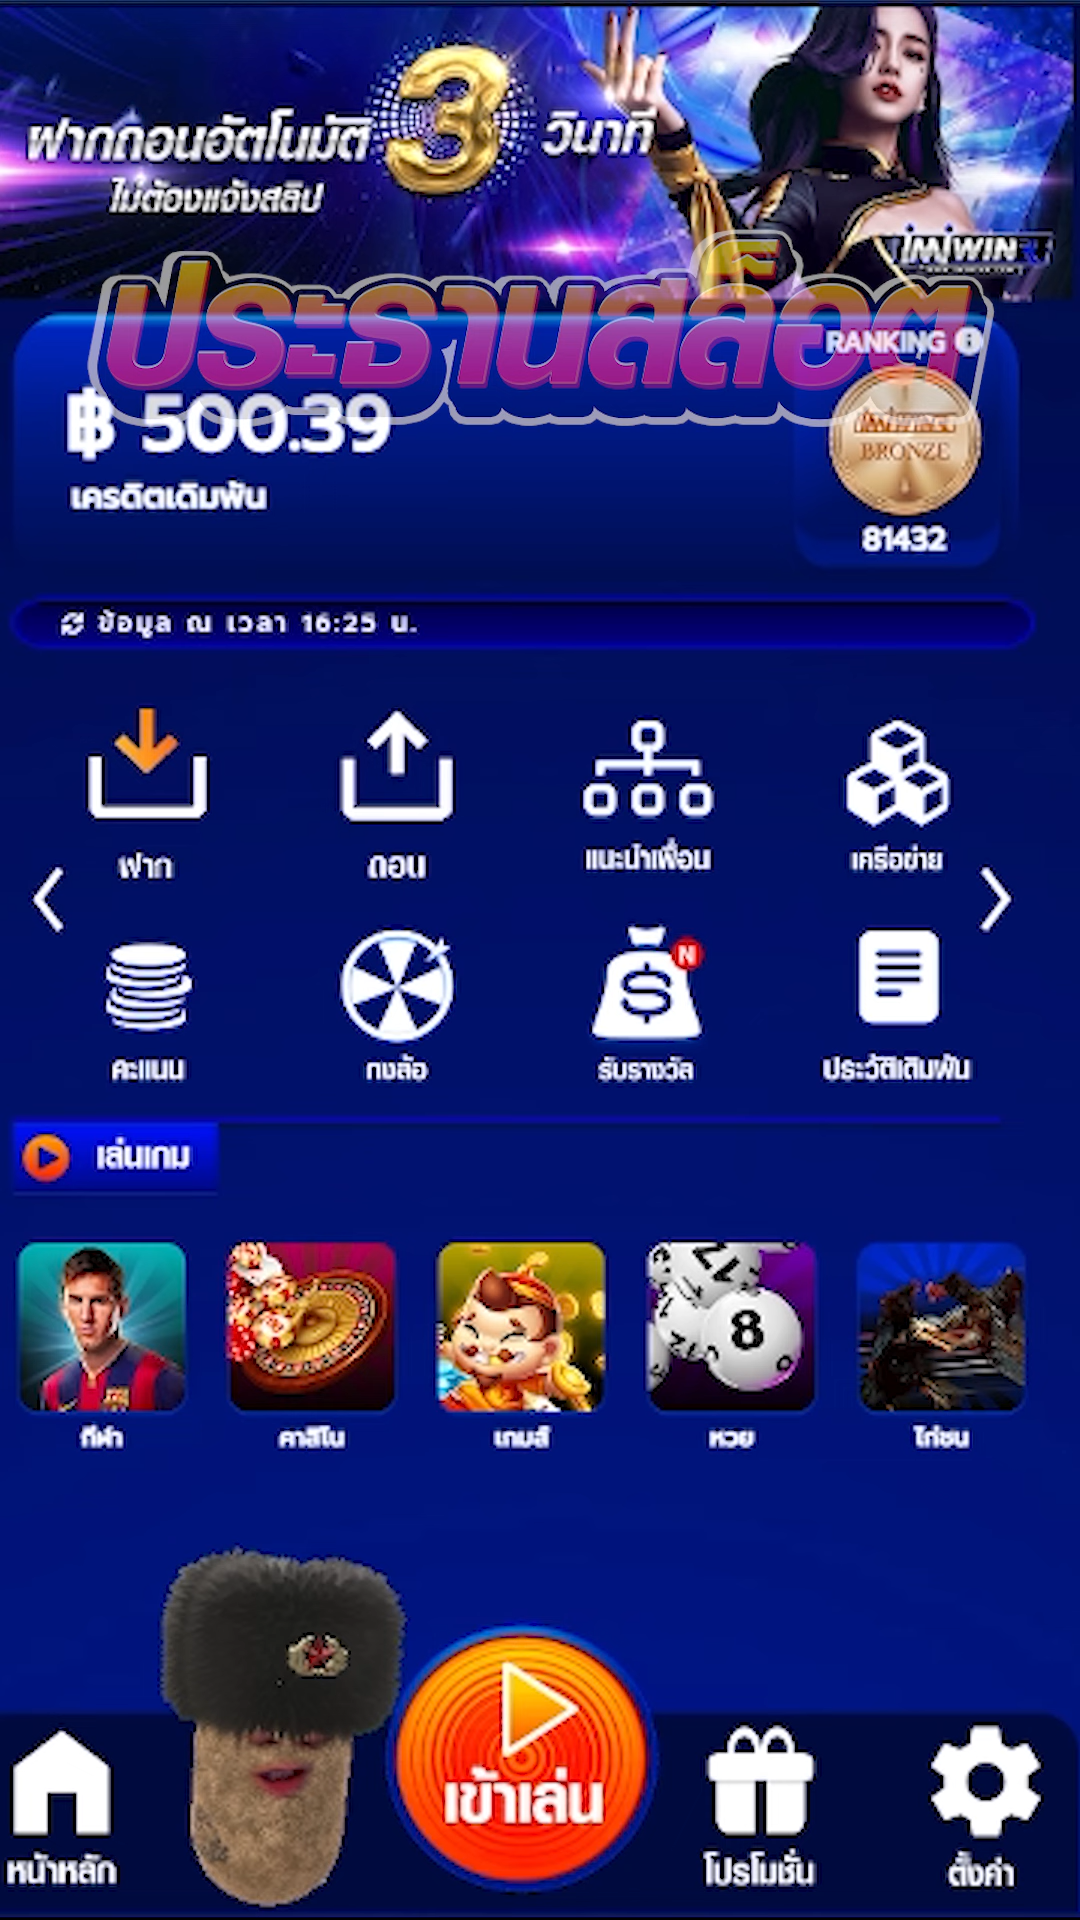 ฝากถอนอัตโนมัติ 3 วินาที
ไม่ต้องแจ้งสลิป
ประธานสล็อต
RANKING
฿ 500.39
BRONZE
เครดิตเดิมพัน
81432
ข้อมูล ณ เวลา 16:25 น.
ฝาก ถอน แนะนำเพื่อน เครือข่าย
N
คะแนน กงล้อ รับรางวัล ประวัติเดิมพัน
เล่นเกม
8
กีฬา คาสิโน เกมส์ หวย ไก่ชน
เข้าเล่น
หน้าหลัก โปรโมชั่น ตั้งค่า